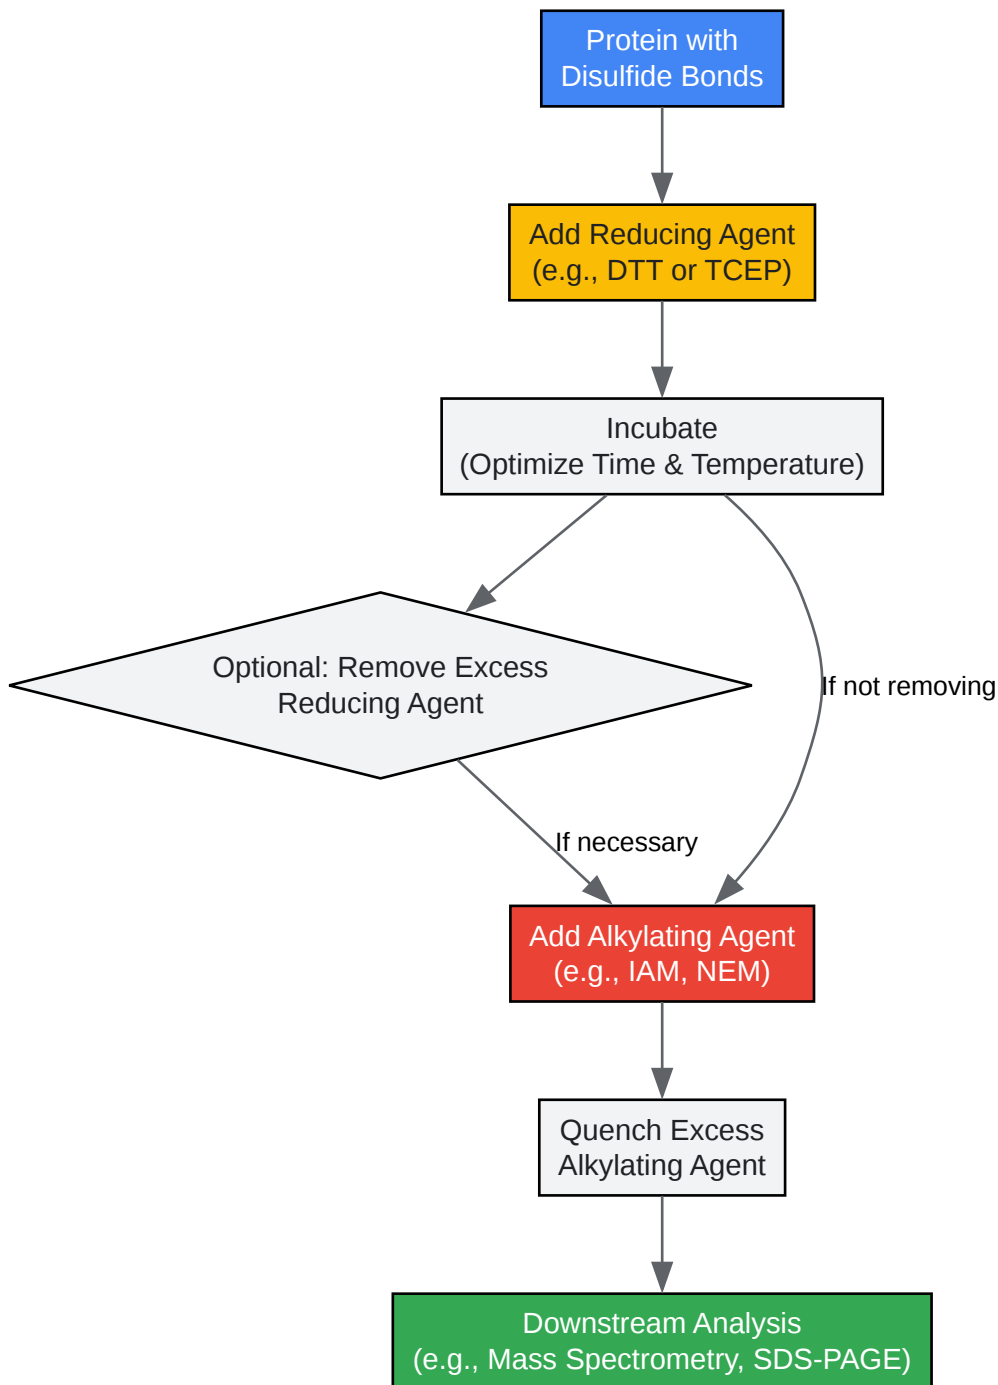 Protein with
Disulfide Bonds
Add Reducing Agent
(e.g., DTT or TCEP)
Incubate
(Optimize Time & Temperature)
Optional: Remove Excess
Reducing Agent
If not removing
If necessary
Add Alkylating Agent
(e.g., IAM, NEM)
Quench Excess
Alkylating Agent
Downstream Analysis
(e.g., Mass Spectrometry, SDS-PAGE)